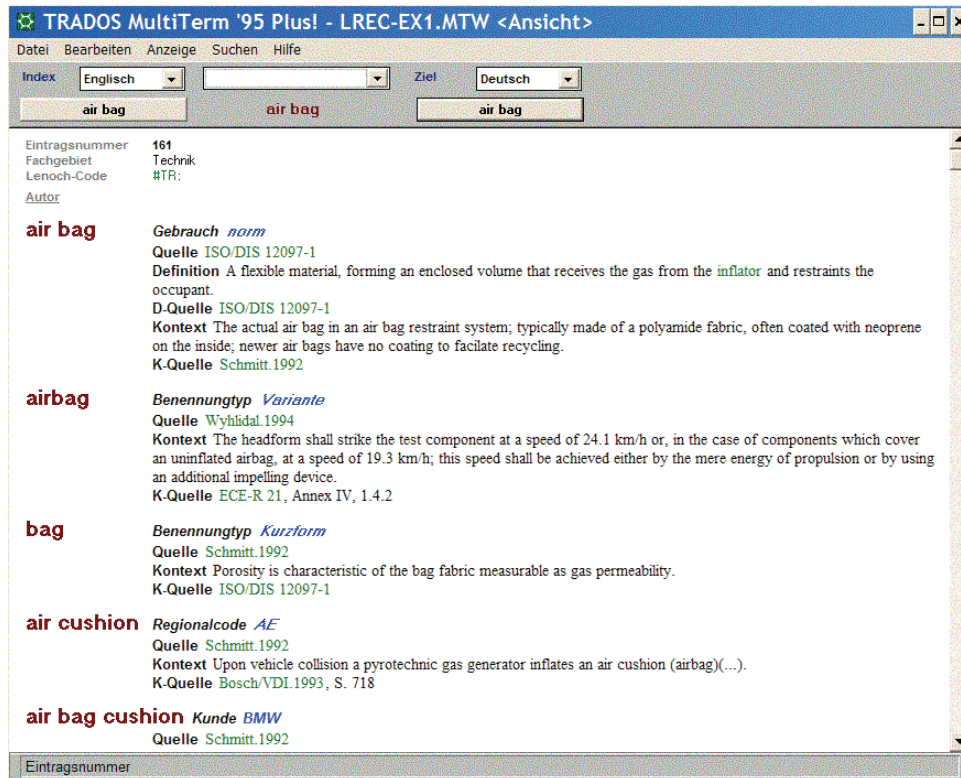 TRADOS MultiTerm '95 Plus! - LREC-EX1.MTW <Ansicht>
Datei Bearbeiten Anzeige Suchen Hilfe
Index Englisch Ziel Deutsch
air bag air bag air bag
Eintragsnummer 161
Fachgebiet Technik
Lenoch-Code #TR:
Autor
air bag Gebrauch norm
Quelle ISO/DIS 12097-1
Definition A flexible material, forming an enclosed volume that receives the gas from the inflator and restraints the
occupant.
D-Quelle ISO/DIS 12097-1
Kontext The actual air bag in an air bag restraint system; typically made of a polyamide fabric, often coated with neoprene
on the inside; newer air bags have no coating to facilate recycling.
K-Quelle Schmitt.1992
airbag Benennungtyp Variante
Quelle Wyhlidal.1994
Kontext The headform shall strike the test component at a speed of 24.1 km/h or, in the case of components which cover
an uninflated airbag, at a speed of 19.3 km/h; this speed shall be achieved either by the mere energy of propulsion or by using
an additional impelling device.
K-Quelle ECE-R 21, Annex IV, 1.4.2
bag Benennungtyp Kurzform
Quelle Schmitt.1992
Kontext Porosity is characteristic of the bag fabric measurable as gas permeability.
K-Quelle ISO/DIS 12097-1
air cushion Regionalcode AE
Quelle Schmitt.1992
Kontext Upon vehicle collision a pyrotechnic gas generator inflates an air cushion (airbag)(...).
K-Quelle Bosch/VDI.1993, S. 718
air bag cushion Kunde BMW
Quelle Schmitt.1992
Eintragsnummer